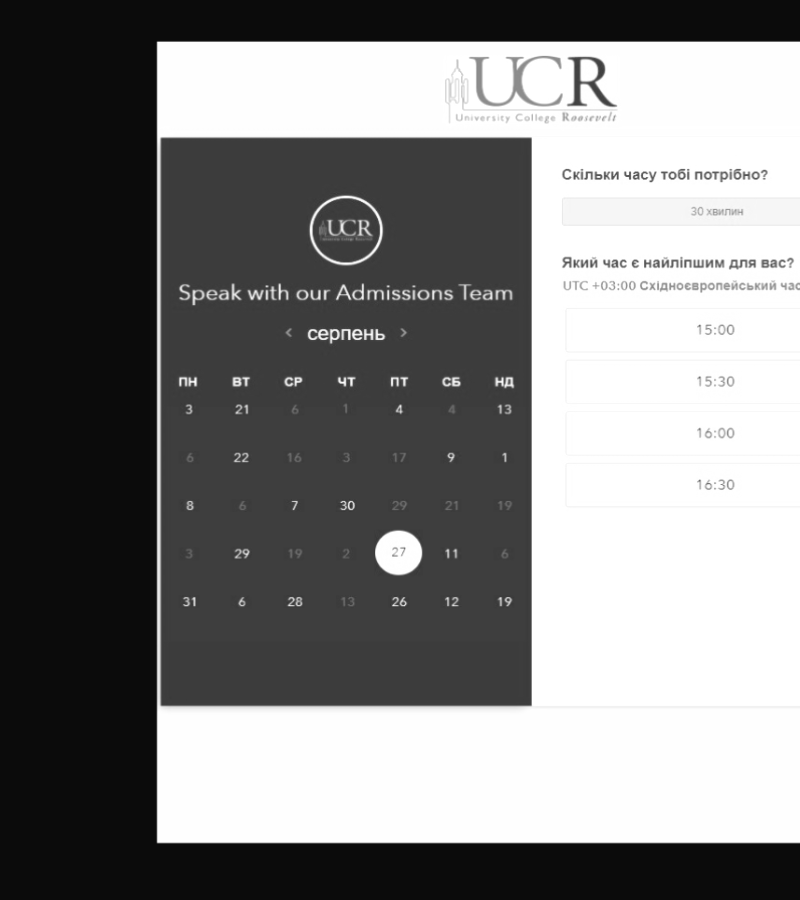 UCR
University College Roosevelt
UCR
Speak with our Admissions Team
< серпень >
ПН ВТ СР ЧТ ПТ СБ НД
3 21 6 1 4 4 13
6 22 16 3 17 9 1
8 6 7 30 29 21 19
3 29 19 2 27 11 6
31 6 28 13 26 12 19
Скільки часу тобі потрібно?
30 хвилин
Який час є найліпшим для вас?
UTC +03:00 Східноєвропейський час
15:00
15:30
16:00
16:30